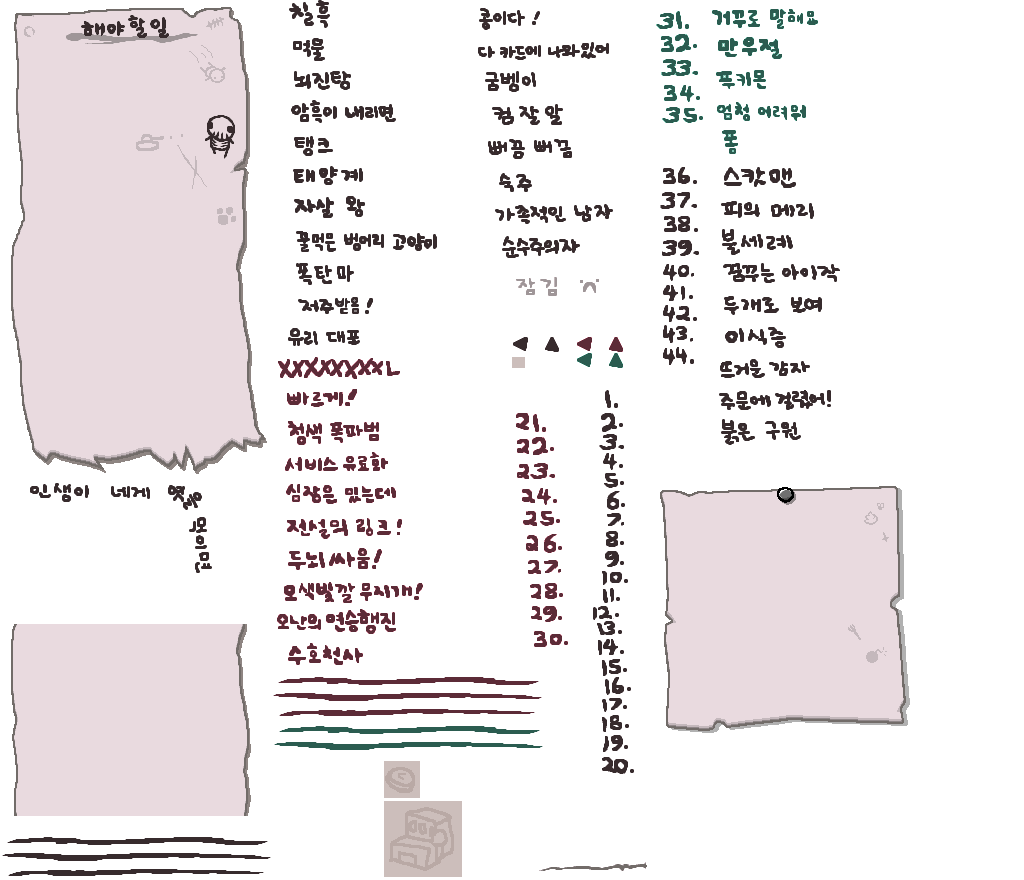 해야 할 일
인생이 네게 엿을 먹이면
칠흑
먹물
뇌진탕
암흑이 내리면
탱크
태양계
자살 왕
꿀먹은 벙어리 고양이
폭탄마
저주받음!
유리 대포
XXXXXXXXL
빠르게!
청색 폭파범
서비스 유료화
심장은 있는데
전설의 링크!
두뇌싸움!
오색빛깔 무지개!
오난의 연승행진
수호천사
콩이다!
다 카드에 나와있어
굼벵이
컴 잘 알
뻐끔 뻐끔
숙주
가족적인 남자
순수주의자
잠김
21.
22.
23.
24.
25.
26.
27.
28.
29.
30.
1.
2.
3.
4.
5.
6.
7.
8.
9.
10.
11.
12.
13.
14.
15.
16.
17.
18.
19.
20.
31.
32.
33.
34.
35.
36.
37.
38.
39.
40.
41.
42.
43.
44.
거꾸로 말해요
만우절
푸키몬
엄청 어려워
퐁
스캇맨
피의 메리
불세례
꿈꾸는 아이작
두개로 보여
이식증
뜨거운 감자
주문에 걸렸어!
붉은 구원